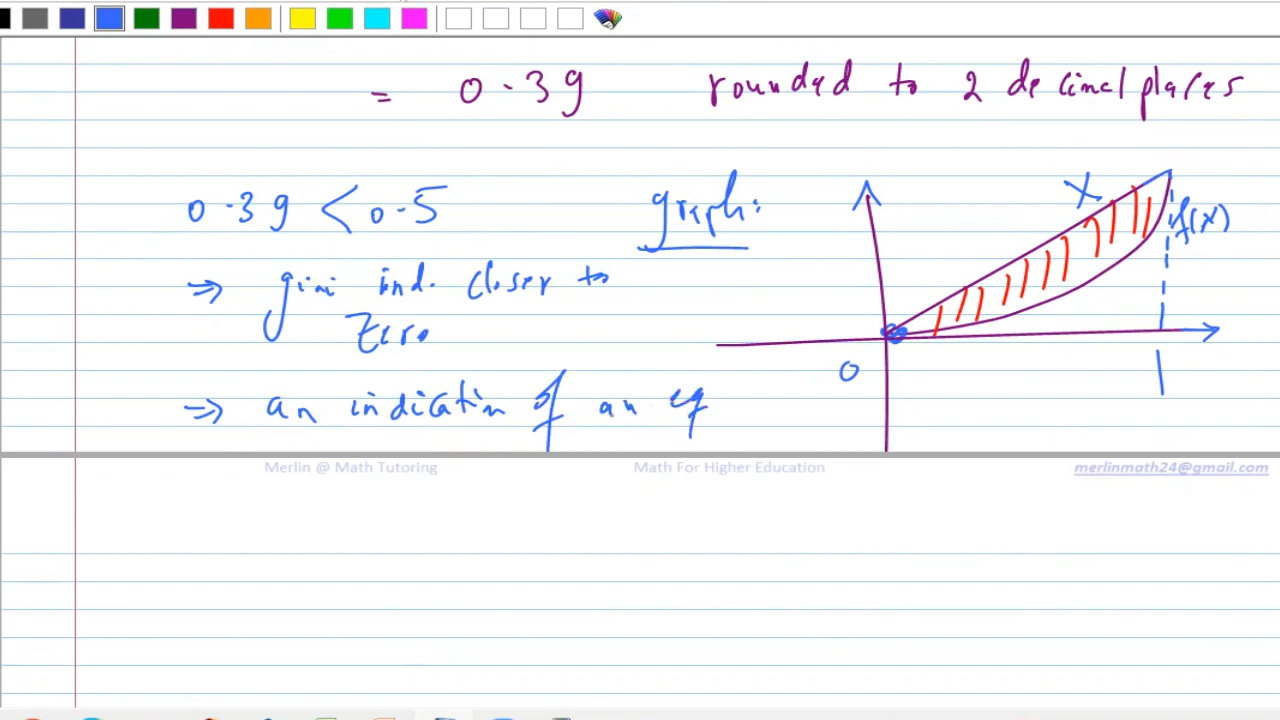 = 0.39 rounded to 2 decimal places
0.39 < 0.5
graph:
x
f(x)
⇒ gini ind. closer to
zero
0
1
⇒ an indication of an eq
Merlin @ Math Tutoring
Math For Higher Education
merlinmath24@gmail.com